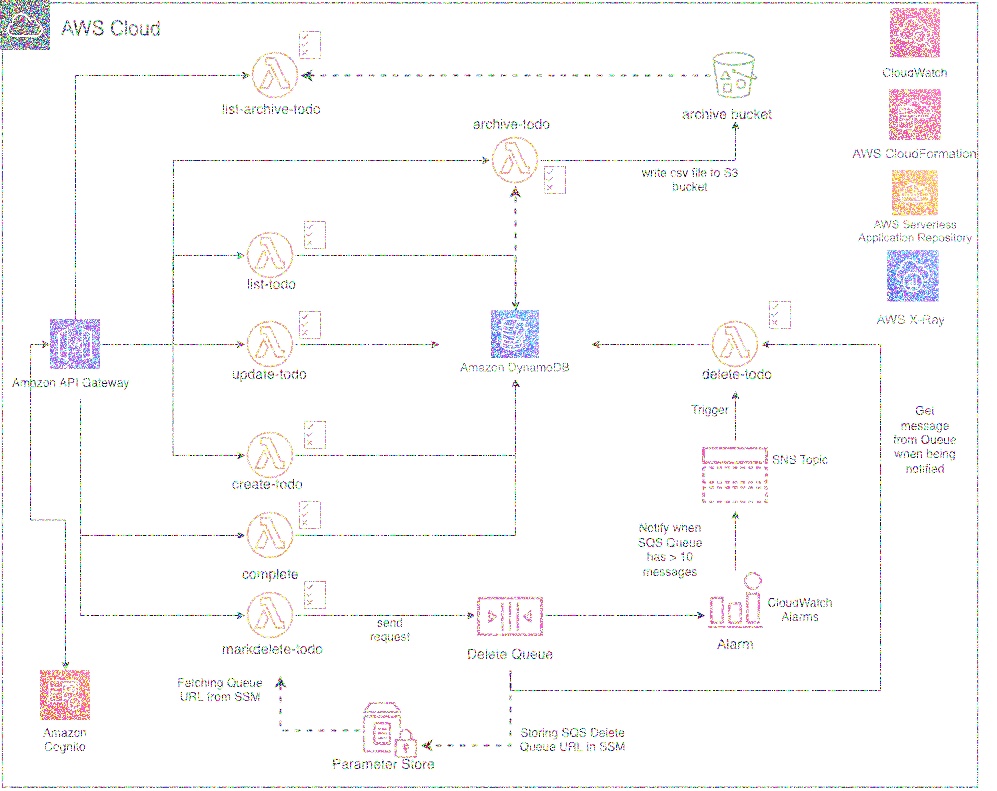 AWS Cloud
list-archive-todo
archive bucket
archive-todo
write csv file to S3
bucket
CloudWatch
AWS CloudFormation
AWS Serverless
Application Repository
AWS X-Ray
list-todo
Amazon API Gateway
update-todo
Amazon DynamoDB
delete-todo
Trigger
Get
message
from Queue
when being
notified
SNS Topic
create-todo
Notify when
SQS Queue
has > 10
messages
complete
CloudWatch
Alarms
Alarm
markdelete-todo
send
request
Delete Queue
Fatching Queue
URL from SSM
Amazon
Cognito
Storing SQS Delete
Queue URL in SSM
Parameter Store